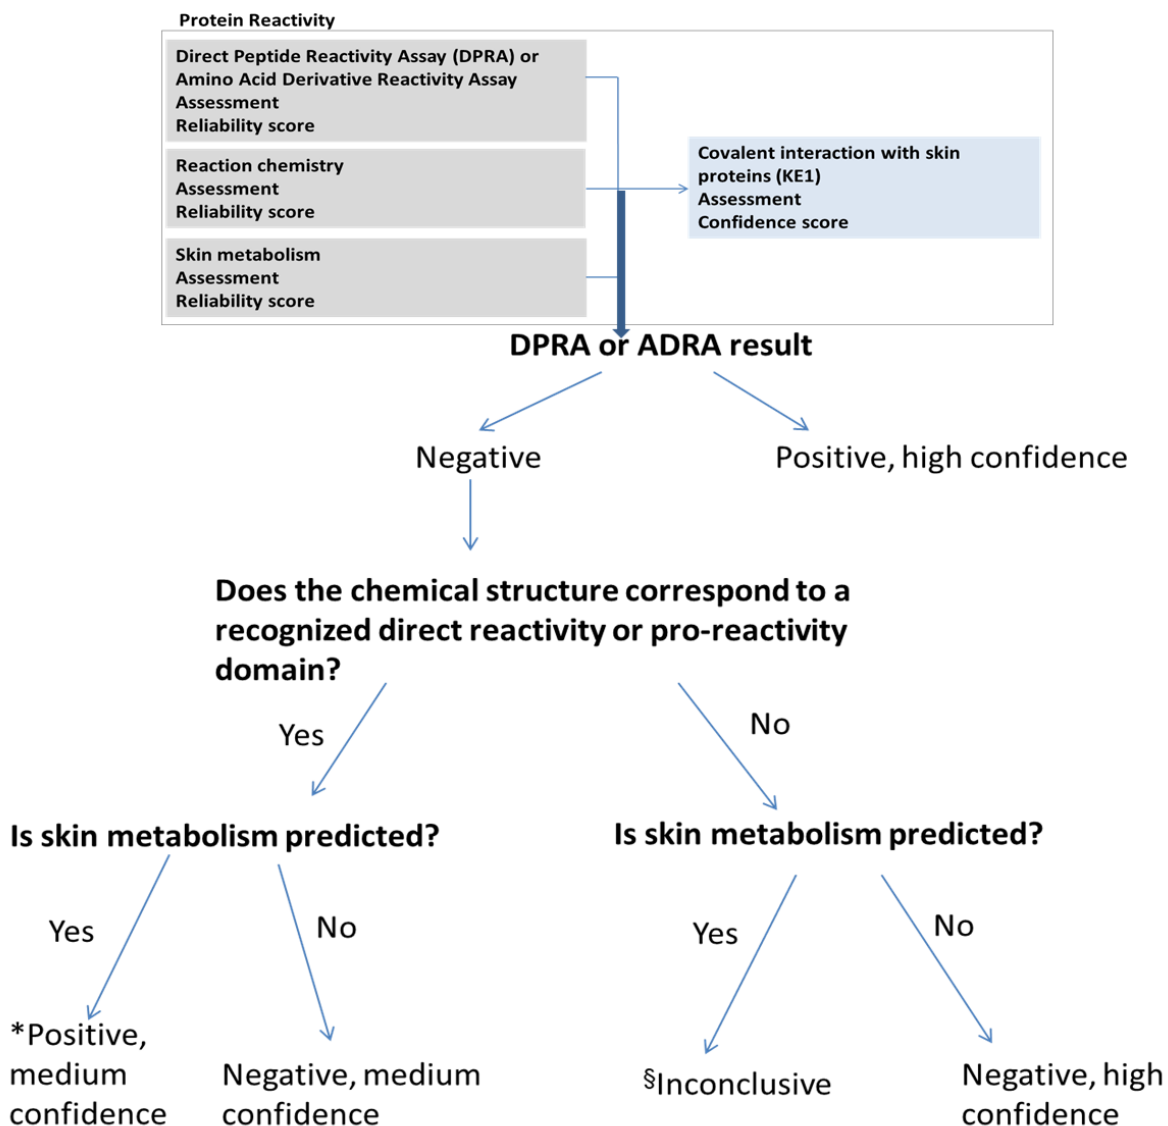 Protein Reactivity
Direct Peptide Reactivity Assay (DPRA) or
Amino Acid Derivative Reactivity Assay
Assessment
Reliability score
Reaction chemistry
Assessment
Reliability score
Skin metabolism
Assessment
Reliability score
Covalent interaction with skin
proteins (KE1)
Assessment
Confidence score
DPRA or ADRA result
Negative
Positive, high confidence
Does the chemical structure correspond to a
recognized direct reactivity or pro-reactivity
domain?
Yes
No
Is skin metabolism predicted?
Is skin metabolism predicted?
Yes
No
Yes
No
*Positive,
medium
confidence
Negative, medium
confidence
§Inconclusive
Negative, high
confidence